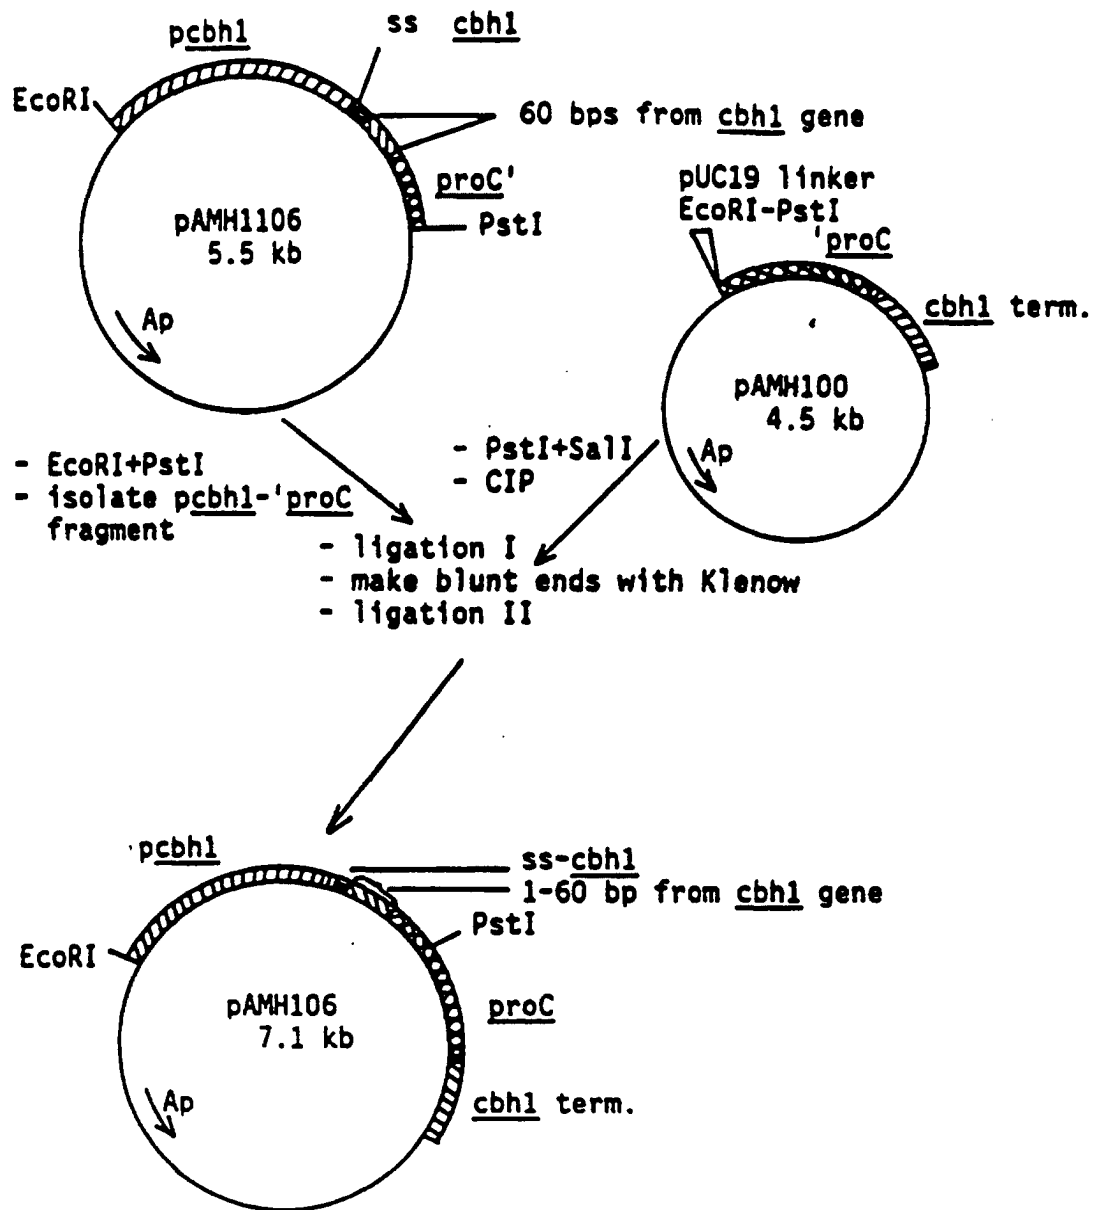 pcbh1
ss cbh1
EcoRI
60 bps from cbh1 gene
proC'
PstI
pAMH1106
5.5 kb
Ap
pUC19 linker
EcoRI-PstI
'proC
cbh1 term.
pAMH100
4.5 kb
Ap
- EcoRI+PstI
- isolate pcbh1-'proC
fragment
- PstI+SalI
- CIP
- ligation I
- make blunt ends with Klenow
- ligation II
pcbh1
ss-cbh1
1-60 bp from cbh1 gene
PstI
EcoRI
pAMH106
7.1 kb
proC
Ap
cbh1 term.